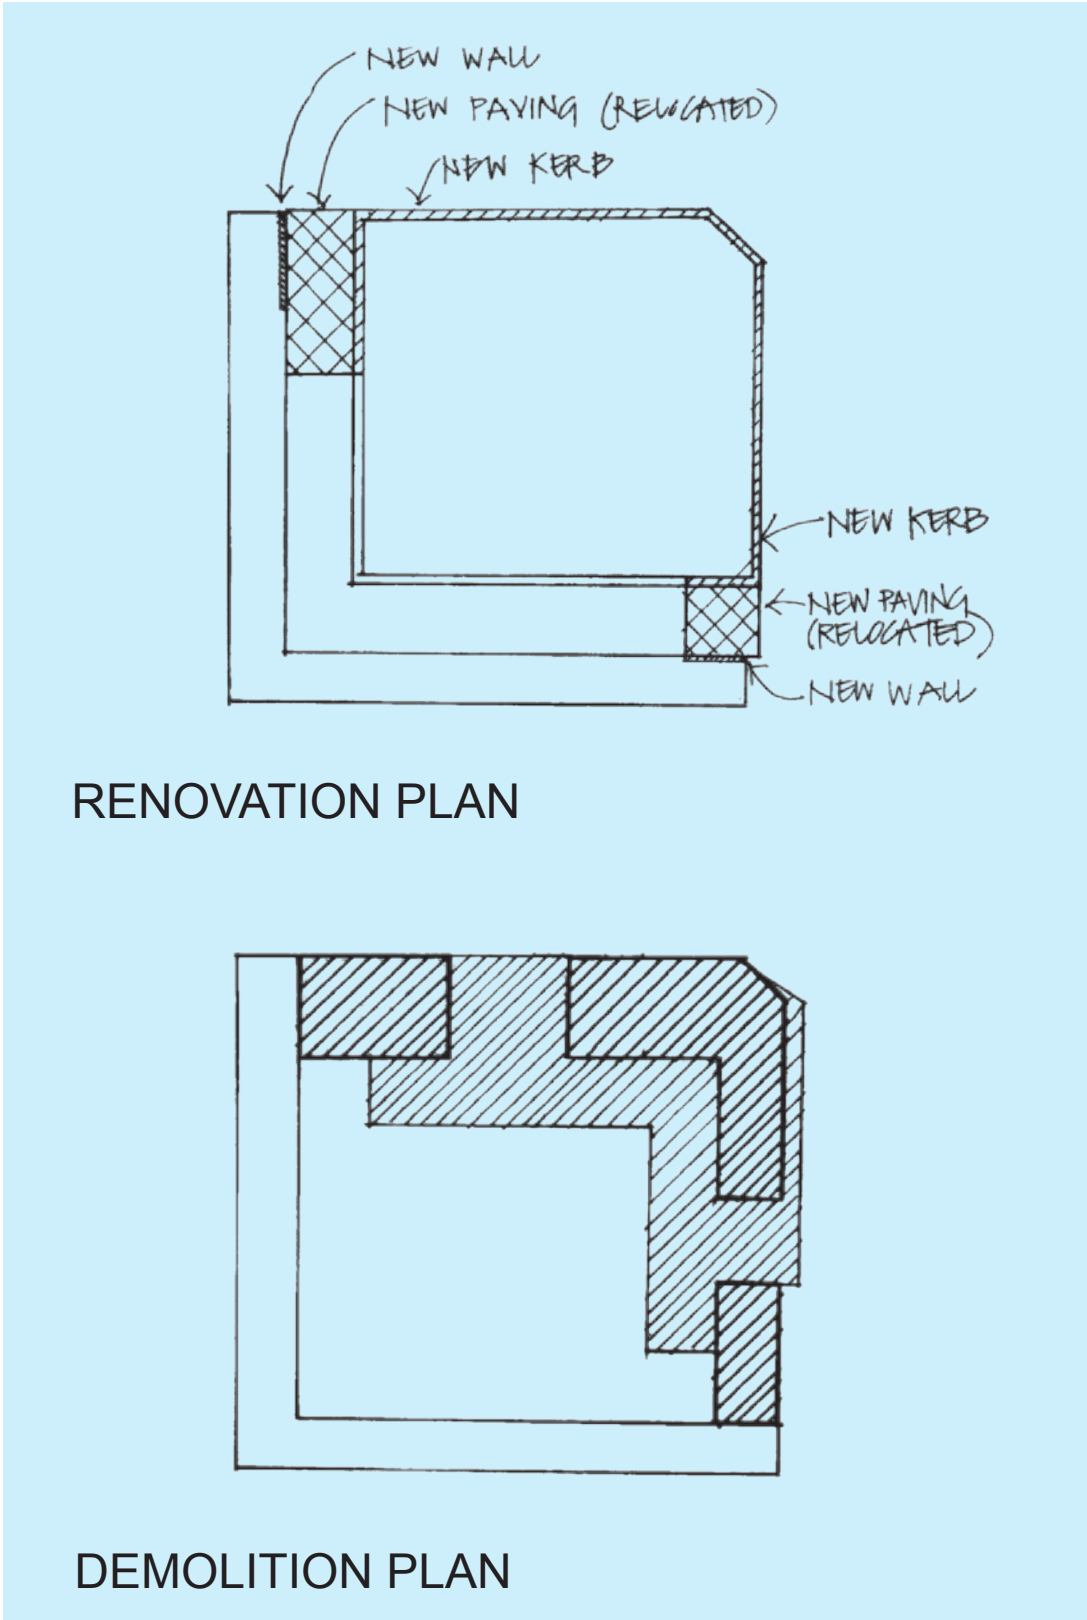 NEW WALL
NEW PAVING (RELOCATED)
NEW KERB
NEW KERB
NEW PAVING
(RELOCATED)
NEW WALL
RENOVATION PLAN
DEMOLITION PLAN